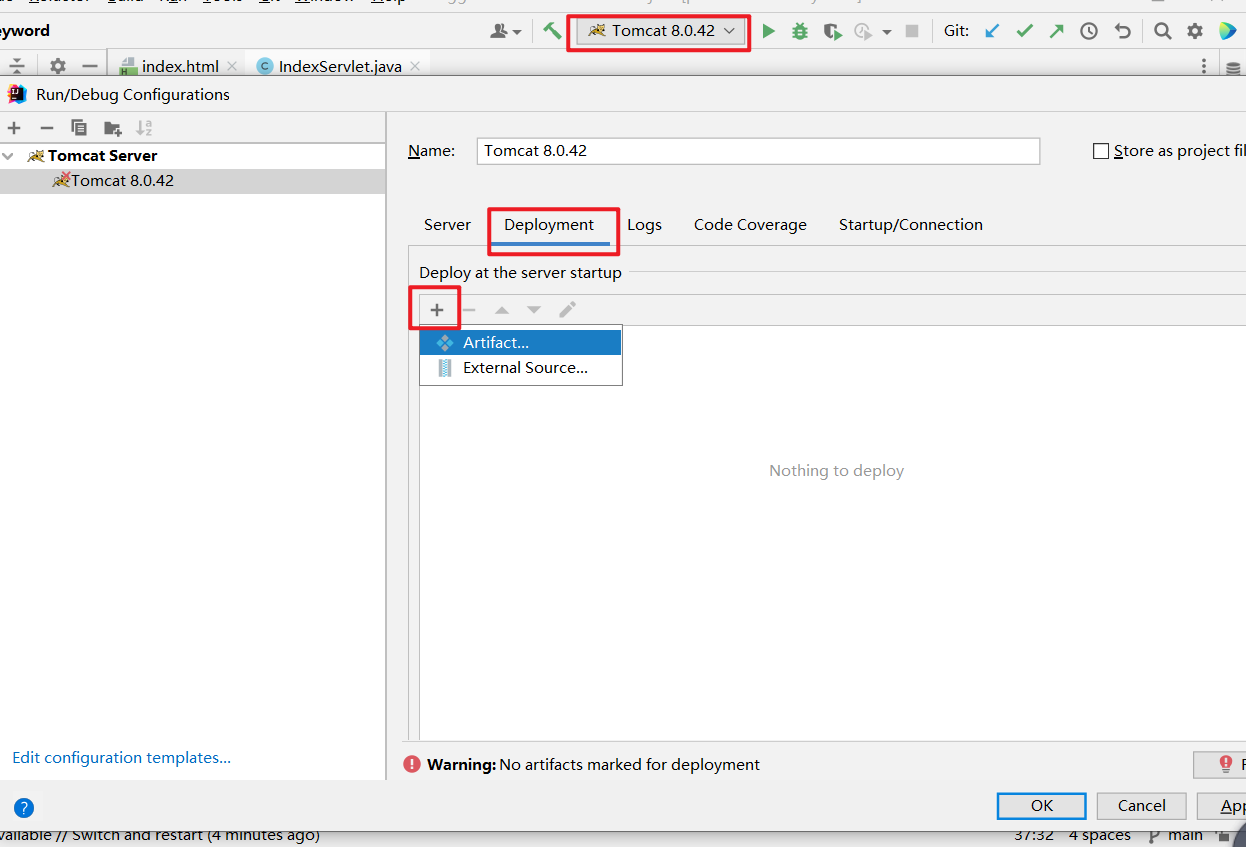 eyword
Tomcat 8.0.42
Git:
index.html
IndexServlet.java
Run/Debug Configurations
Tomcat Server
Tomcat 8.0.42
Name:
Tomcat 8.0.42
Store as project fil
Server
Deployment
Logs
Code Coverage
Startup/Connection
Deploy at the server startup
Artifact...
External Source...
Nothing to deploy
Edit configuration templates...
Warning: No artifacts marked for deployment
OK
Cancel
App
vailable // Switch and restart (4 minutes ago)
37:32
4 spaces
main